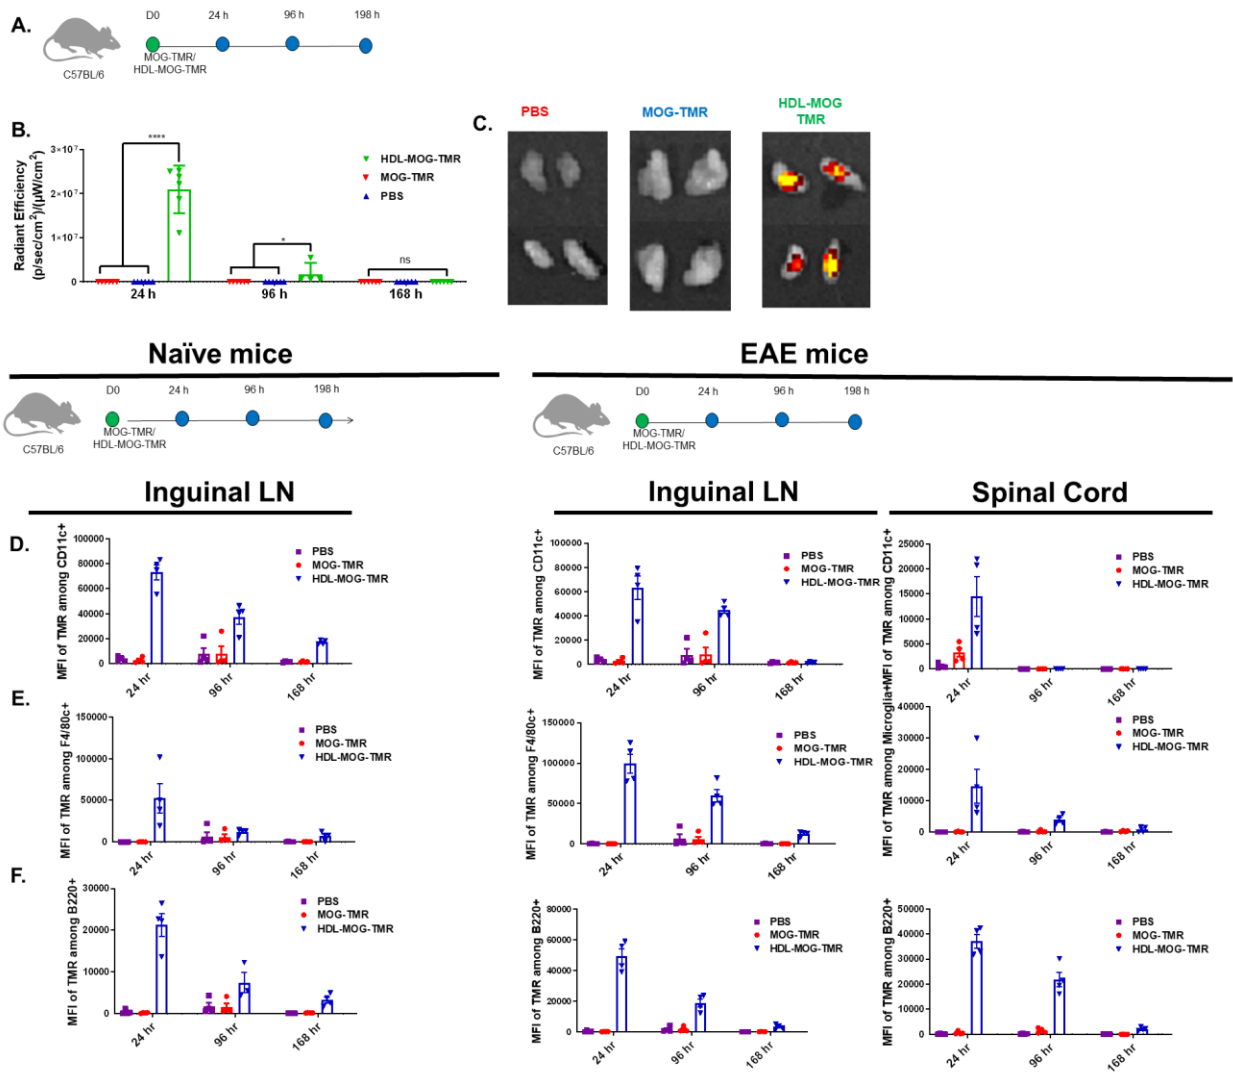 A.
D0 24 h 96 h 198 h
MOG-TMR/
HDL-MOG-TMR
C57BL/6
B.
Radiant Efficiency
(p/sec/cm²)/(µW/cm²)
3×10⁷
2×10⁷
1×10⁷
0
****
*
ns
24 h 96 h 168 h
HDL-MOG-TMR
MOG-TMR
PBS
C.
PBS
MOG-TMR
HDL-MOG
TMR
Naïve mice
D0 24 h 96 h 198 h
MOG-TMR/
HDL-MOG-TMR
C57BL/6
EAE mice
D0 24 h 96 h 198 h
MOG-TMR/
HDL-MOG-TMR
C57BL/6
Inguinal LN
Inguinal LN
Spinal Cord
D.
MFI of TMR among CD11c+
100000
80000
60000
40000
20000
0
24 hr 96 hr 168 hr
PBS
MOG-TMR
HDL-MOG-TMR
MFI of TMR among CD11c+
100000
80000
60000
40000
20000
0
24 hr 96 hr 168 hr
PBS
MOG-TMR
HDL-MOG-TMR
MFI of TMR among CD11c+
25000
20000
15000
10000
5000
0
24 hr 96 hr 168 hr
PBS
MOG-TMR
HDL-MOG-TMR
E.
MFI of TMR among F4/80c+
150000
100000
50000
0
24 hr 96 hr 168 hr
PBS
MOG-TMR
HDL-MOG-TMR
MFI of TMR among F4/80c+
150000
100000
50000
0
24 hr 96 hr 168 hr
PBS
MOG-TMR
HDL-MOG-TMR
MFI of TMR among Microglia+
40000
30000
20000
10000
0
24 hr 96 hr 168 hr
PBS
MOG-TMR
HDL-MOG-TMR
F.
MFI of TMR among B220+
30000
20000
10000
0
24 hr 96 hr 168 hr
PBS
MOG-TMR
HDL-MOG-TMR
MFI of TMR among B220+
80000
60000
40000
20000
0
24 hr 96 hr 168 hr
PBS
MOG-TMR
HDL-MOG-TMR
MFI of TMR among B220+
50000
40000
30000
20000
10000
0
24 hr 96 hr 168 hr
PBS
MOG-TMR
HDL-MOG-TMR